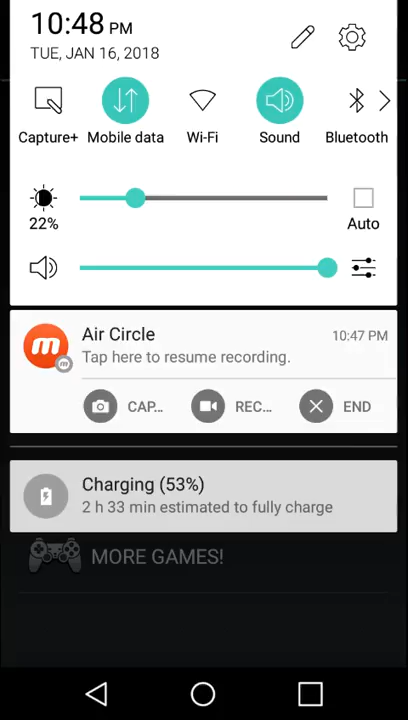 10:48 PM
TUE, JAN 16, 2018
Capture+ Mobile data Wi-Fi Sound Bluetooth
22% Auto
Air Circle 10:47 PM
Tap here to resume recording.
CAP... REC... END
Charging (53%)
2 h 33 min estimated to fully charge
MORE GAMES!